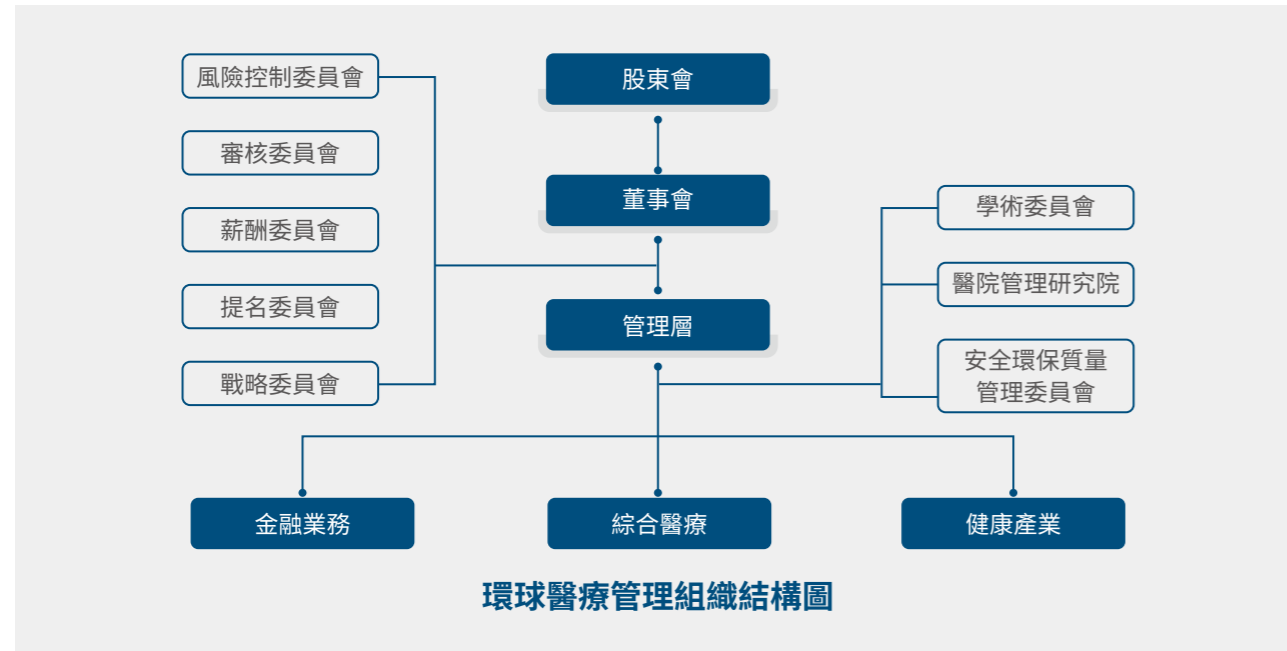 風險控制委員會
審核委員會
薪酬委員會
提名委員會
戰略委員會
股東會
董事會
管理層
學術委員會
醫院管理研究院
安全環保質量
管理委員會
金融業務
綜合醫療
健康產業
環球醫療管理組織結構圖